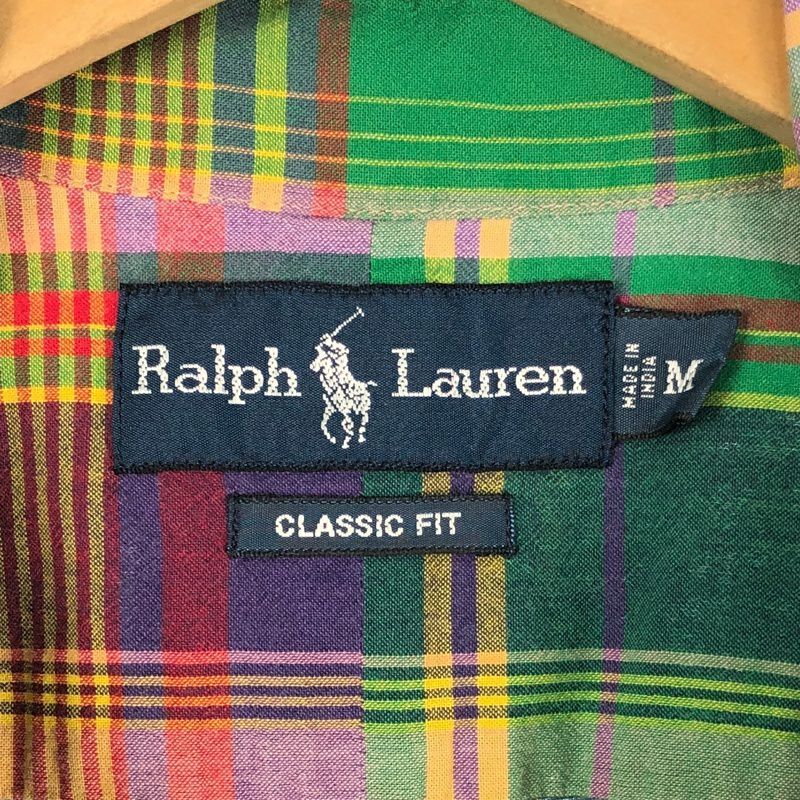 Ralph Lauren
MADE IN
INDIA
M
CLASSIC FIT